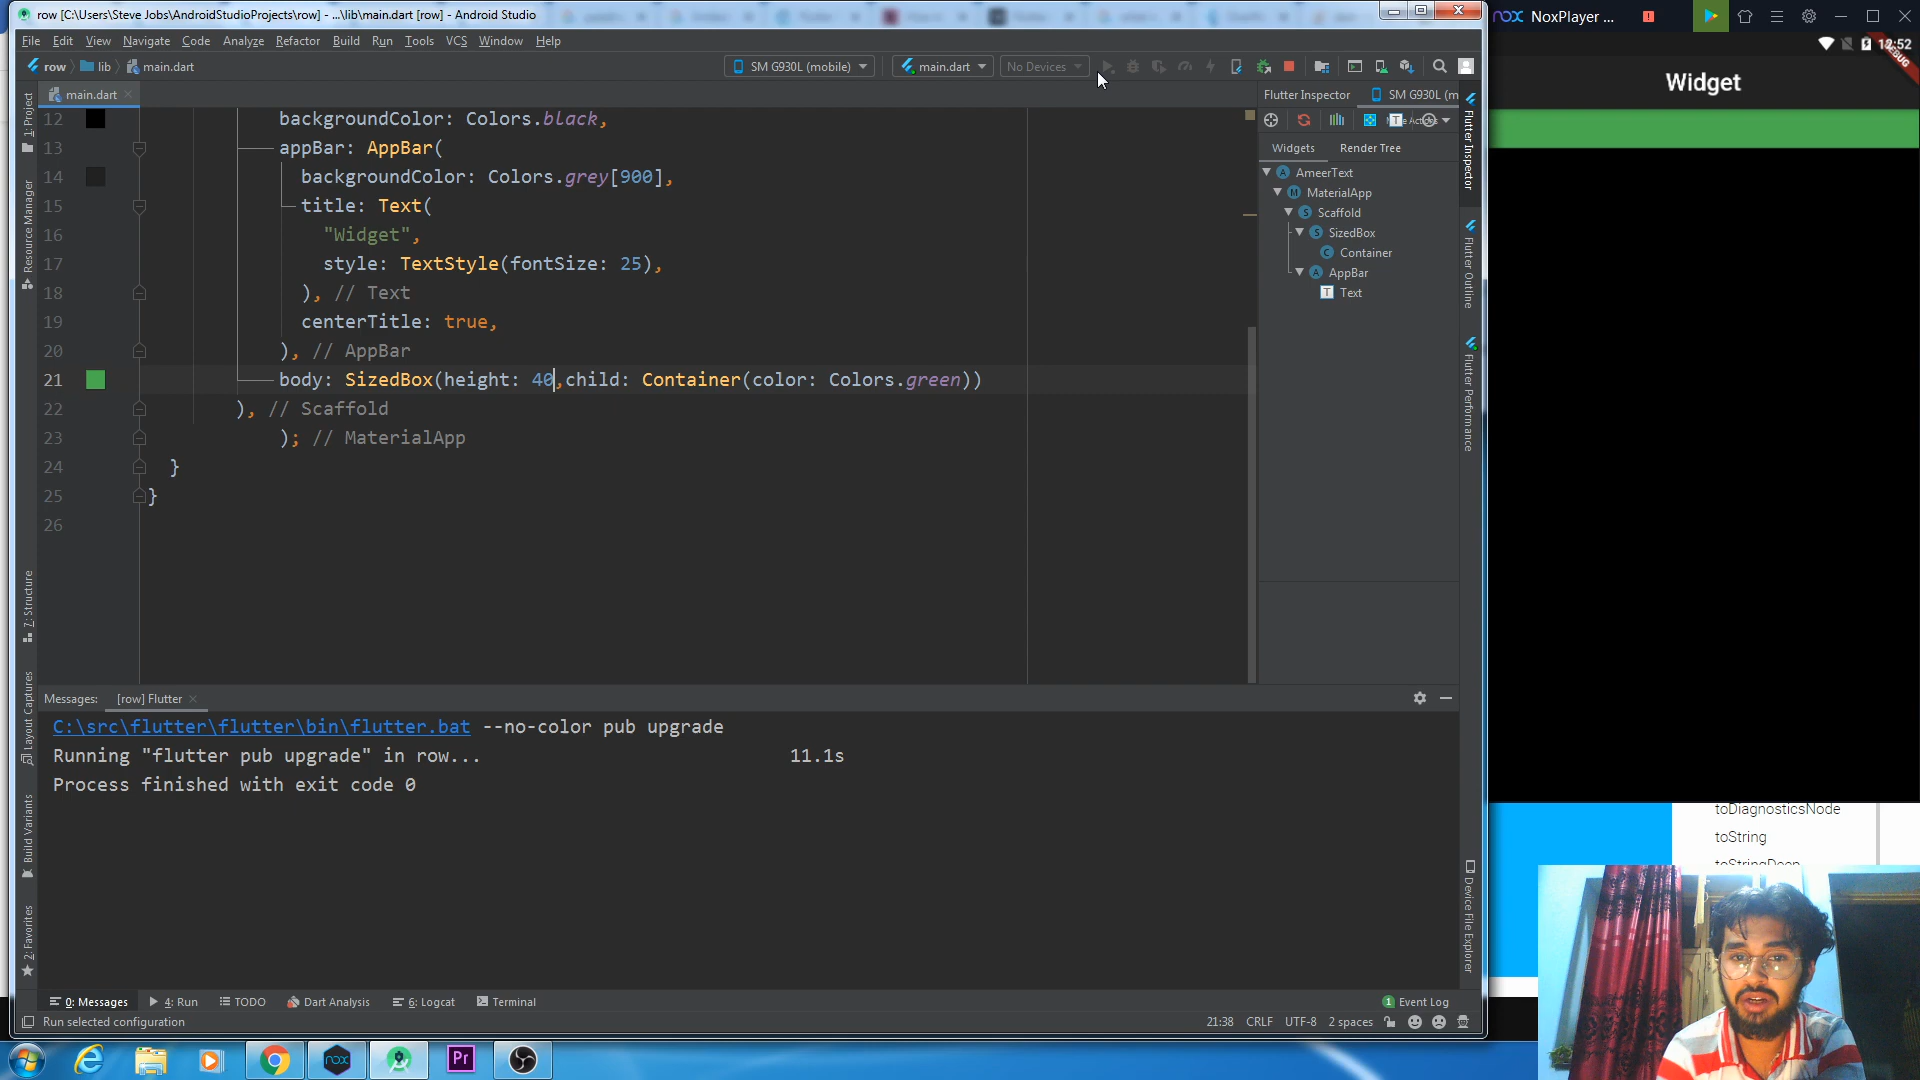 row [C:\Users\Steve Jobs\AndroidStudioProjects\row] - ...\lib\main.dart [row] - Android Studio
NoxPlayer ...
File Edit View Navigate Code Analyze Refactor Build Run Tools VCS Window Help
12:52
DEBUG
row lib main.dart
SM G930L (mobile) main.dart No Devices
Widget
main.dart
Flutter Inspector SM G930L (m
12 backgroundColor: Colors.black,
13 appBar: AppBar(
14 backgroundColor: Colors.grey[900],
15 title: Text(
16 "Widget",
17 style: TextStyle(fontSize: 25),
18 ), // Text
19 centerTitle: true,
20 ), // AppBar
21 body: SizedBox(height: 40,child: Container(color: Colors.green))
22 ), // Scaffold
23 ); // MaterialApp
24 }
25 }
26
Widgets Render Tree
AmeerText
MaterialApp
Scaffold
SizedBox
Container
AppBar
Text
1: Project
Resource Manager
7: Structure
Layout Captures
Build Variants
2: Favorites
Flutter Inspector
Flutter Outline
Flutter Performance
Device File Explorer
Messages: [row] Flutter
C:\src\flutter\flutter\bin\flutter.bat --no-color pub upgrade
Running "flutter pub upgrade" in row... 11.1s
Process finished with exit code 0
toDiagnosticsNode
toString
toStringDeep
0: Messages 4: Run TODO Dart Analysis 6: Logcat Terminal
1 Event Log
Run selected configuration
21:38 CRLF UTF-8 2 spaces
nox
Pr